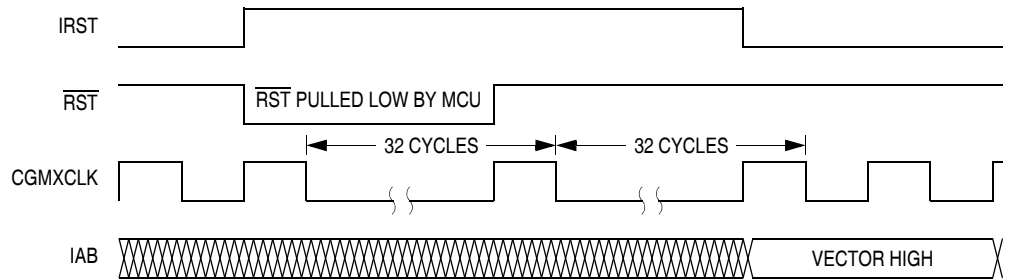 IRST
RST
RST PULLED LOW BY MCU
32 CYCLES
32 CYCLES
CGMXCLK
IAB
VECTOR HIGH